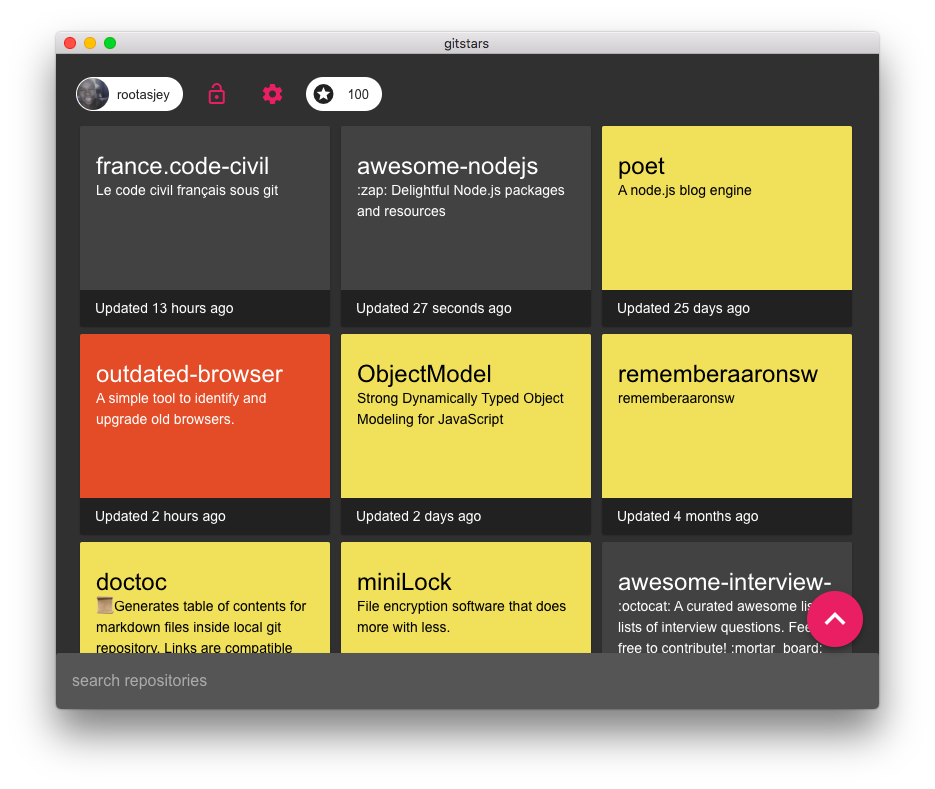 gitstars
rootasjey
100
france.code-civil
Le code civil français sous git
Updated 13 hours ago
awesome-nodejs
:zap: Delightful Node.js packages
and resources
Updated 27 seconds ago
poet
A node.js blog engine
Updated 25 days ago
outdated-browser
A simple tool to identify and
upgrade old browsers.
Updated 2 hours ago
ObjectModel
Strong Dynamically Typed Object
Modeling for JavaScript
Updated 2 days ago
rememberaaronsw
rememberaaronsw
Updated 4 months ago
doctoc
📜Generates table of contents for
markdown files inside local git
repository. Links are compatible
miniLock
File encryption software that does
more with less.
awesome-interview-
:octocat: A curated awesome
lists of interview questions.
free to contribute! :mortar_board:
search repositories